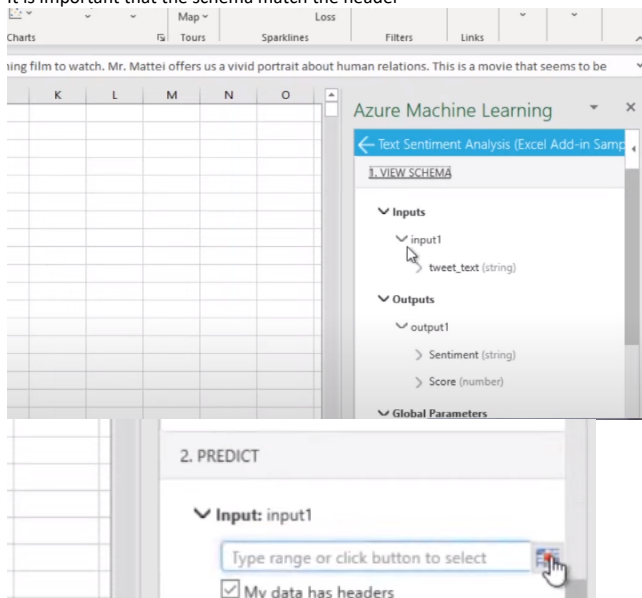 It is important that the schema match the header
Map
Loss
Charts
Tours
Sparklines
Filters
Links
ning film to watch. Mr. Mattei offers us a vivid portrait about human relations. This is a movie that seems to be
K L M N O
Azure Machine Learning
Text Sentiment Analysis (Excel Add-in Samp
1. VIEW SCHEMA
Inputs
input1
tweet_text (string)
Outputs
output1
Sentiment (string)
Score (number)
Global Parameters
2. PREDICT
Input: input1
Type range or click button to select
My data has headers